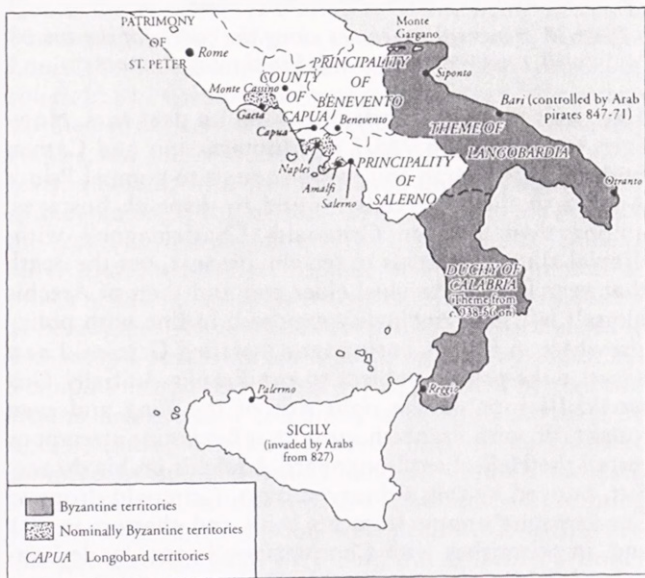 PATRIMONY
OF
ST. PETER
Rome
Monte
Gargano
Monte Cassino
COUNTY
OF
CAPUA
PRINCIPALITY
OF
BENEVENTO
Siponto
Bari (controlled by Arab
pirates 847-71)
Gaeta
Capua
Benevento
THEME OF
LANGOBARDIA
Naples
Amalfi
Salerno
PRINCIPALITY
OF
SALERNO
Otranto
DUCHY OF
CALABRIA
(Theme from
Reggio
Palermo
SICILY
(invaded by Arabs
from 827)
Byzantine territories
Nominally Byzantine territories
CAPUA Longobard territories